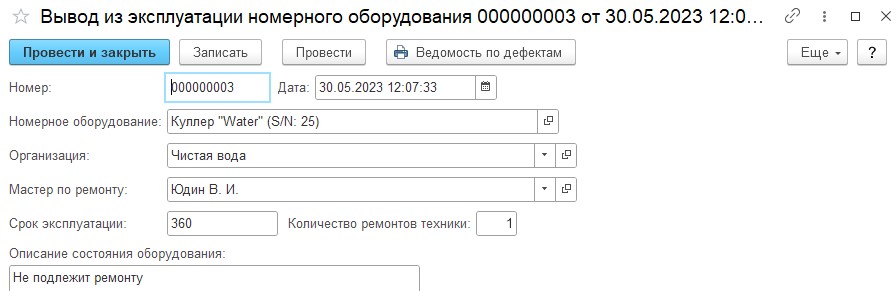 Вывод из эксплуатации номерного оборудования 000000003 от 30.05.2023 12:0...
Провести и закрыть Записать Провести Ведомость по дефектам Еще ?
Номер: 000000003 Дата: 30.05.2023 12:07:33
Номерное оборудование: Куллер "Water" (S/N: 25)
Организация: Чистая вода
Мастер по ремонту: Юдин В. И.
Срок эксплуатации: 360 Количество ремонтов техники: 1
Описание состояния оборудования:
Не подлежит ремонту